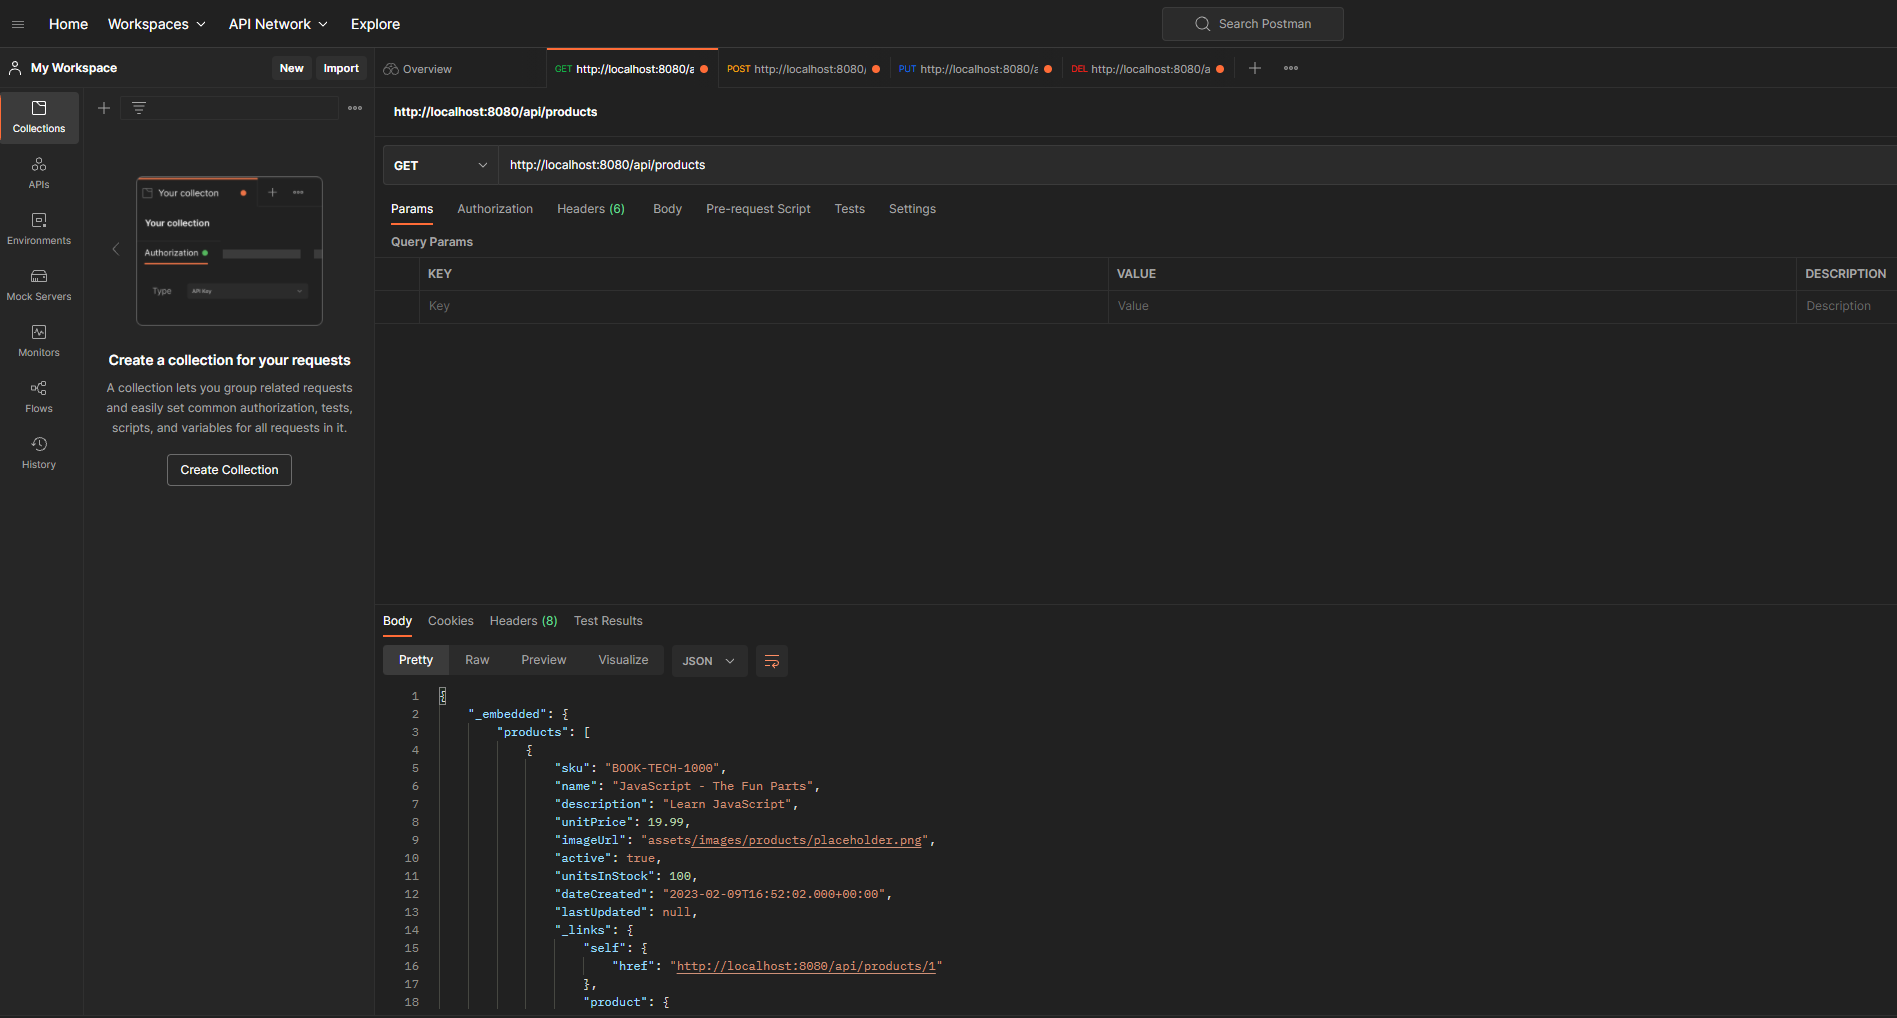 Home Workspaces API Network Explore Search Postman
My Workspace New Import
Overview GET http://localhost:8080/a POST http://localhost:8080/ PUT http://localhost:8080/a DEL http://localhost:8080/a
Collections
APIs
Environments
Mock Servers
Monitors
Flows
History
Your collecton
Your collection
Authorization
Type API Key
Create a collection for your requests
A collection lets you group related requests
and easily set common authorization, tests,
scripts, and variables for all requests in it.
Create Collection
http://localhost:8080/api/products
GET http://localhost:8080/api/products
Params Authorization Headers (6) Body Pre-request Script Tests Settings
Query Params
KEY VALUE DESCRIPTION
Key Value Description
Body Cookies Headers (8) Test Results
Pretty Raw Preview Visualize JSON
1 {
2 "_embedded": {
3 "products": [
4 {
5 "sku": "BOOK-TECH-1000",
6 "name": "JavaScript - The Fun Parts",
7 "description": "Learn JavaScript",
8 "unitPrice": 19.99,
9 "imageUrl": "assets/images/products/placeholder.png",
10 "active": true,
11 "unitsInStock": 100,
12 "dateCreated": "2023-02-09T16:52:02.000+00:00",
13 "lastUpdated": null,
14 "_links": {
15 "self": {
16 "href": "http://localhost:8080/api/products/1"
17 },
18 "product": {